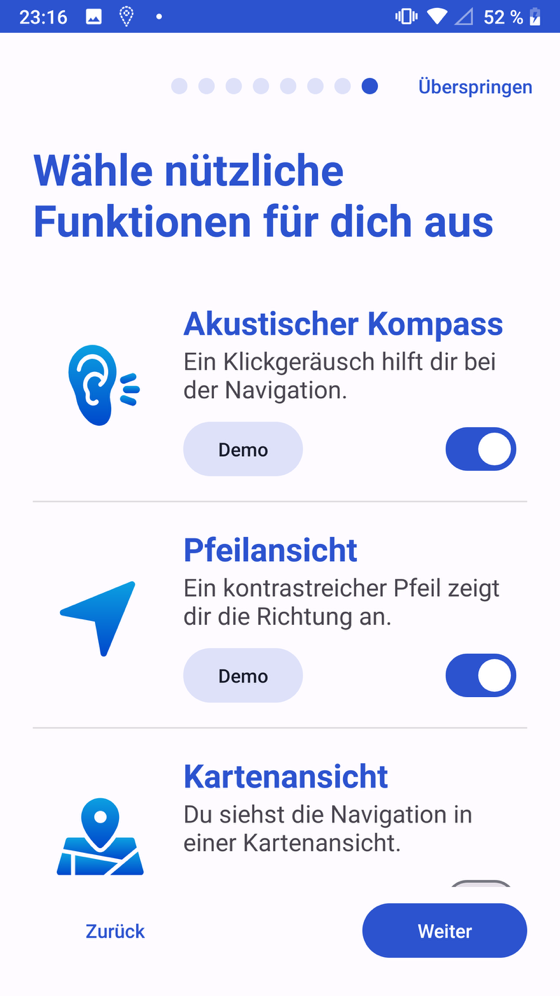 23:16
52 %
Überspringen
Wähle nützliche
Funktionen für dich aus
Akustischer Kompass
Ein Klickgeräusch hilft dir bei
der Navigation.
Demo
Pfeilansicht
Ein kontrastreicher Pfeil zeigt
dir die Richtung an.
Demo
Kartenansicht
Du siehst die Navigation in
einer Kartenansicht.
Zurück
Weiter